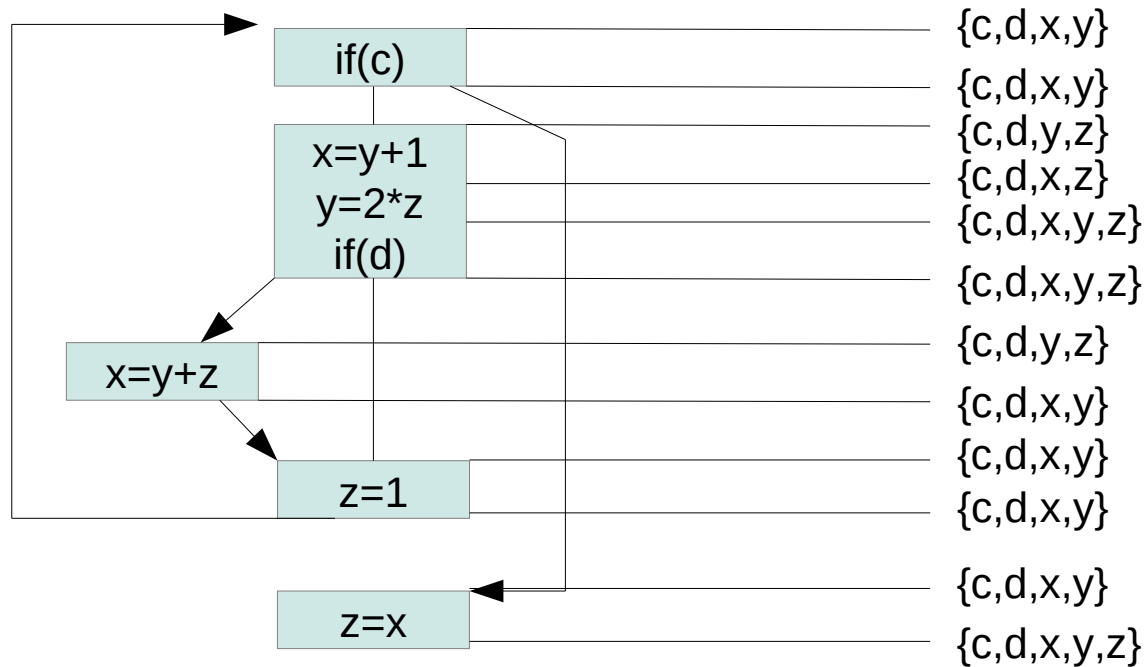 {c,d,x,y}
if(c)
{c,d,x,y}
{c,d,y,z}
x=y+1
{c,d,x,z}
y=2*z
{c,d,x,y,z}
if(d)
{c,d,x,y,z}
{c,d,y,z}
x=y+z
{c,d,x,y}
{c,d,x,y}
z=1
{c,d,x,y}
{c,d,x,y}
z=x
{c,d,x,y,z}